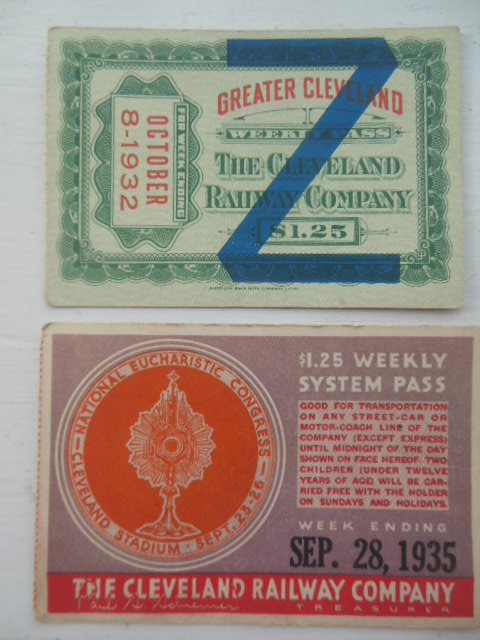 GREATER CLEVELAND
WEEKLY PASS
THE CLEVELAND
RAILWAY COMPANY
$1.25
FOR WEEK ENDING
OCTOBER
8-1932
AMERICAN BANK NOTE COMPANY
$1.25 WEEKLY
SYSTEM PASS
GOOD FOR TRANSPORTATION
ON ANY STREET-CAR OR
MOTOR-COACH LINE OF THE
COMPANY (EXCEPT EXPRESS)
UNTIL MIDNIGHT OF THE DAY
SHOWN ON FACE HEREOF. TWO
CHILDREN (UNDER TWELVE
YEARS OF AGE) WILL BE CAR-
RIED FREE WITH THE HOLDER
ON SUNDAYS AND HOLIDAYS.
WEEK ENDING
SEP. 28, 1935
NATIONAL EUCHARISTIC CONGRESS
CLEVELAND STADIUM · SEPT. 23-26
THE CLEVELAND RAILWAY COMPANY
TREASURER